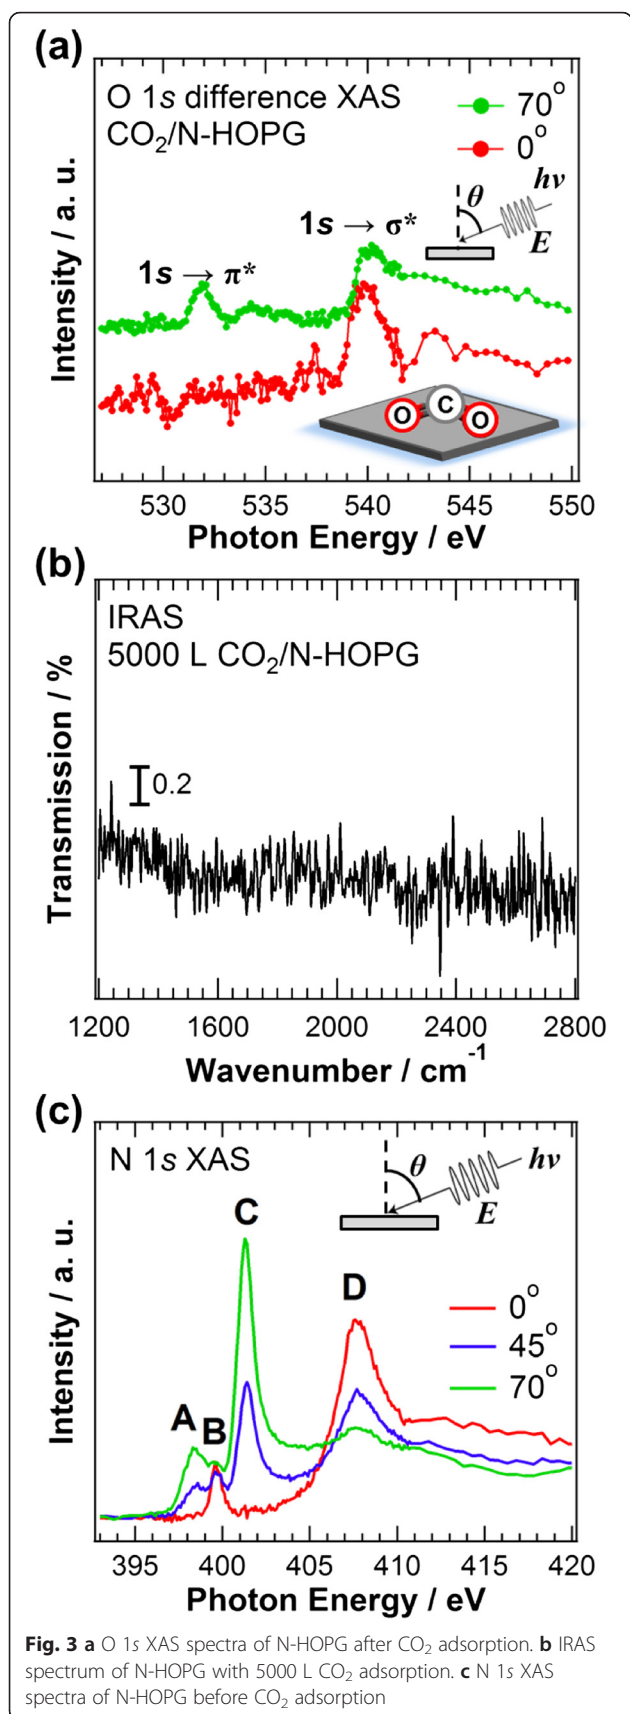 (a)
O 1s difference XAS
CO₂/N-HOPG
70°
0°
hν
θ
E
1s → σ*
1s → π*
O C O
Intensity / a. u.
530 535 540 545 550
Photon Energy / eV
(b)
IRAS
5000 L CO₂/N-HOPG
0.2
Transmission / %
1200 1600 2000 2400 2800
Wavenumber / cm⁻¹
(c)
N 1s XAS
hν
θ
E
C
D
A
B
0°
45°
70°
Intensity / a. u.
395 400 405 410 415 420
Photon Energy / eV
Fig. 3 a O 1s XAS spectra of N-HOPG after CO₂ adsorption. b IRAS
spectrum of N-HOPG with 5000 L CO₂ adsorption. c N 1s XAS
spectra of N-HOPG before CO₂ adsorption